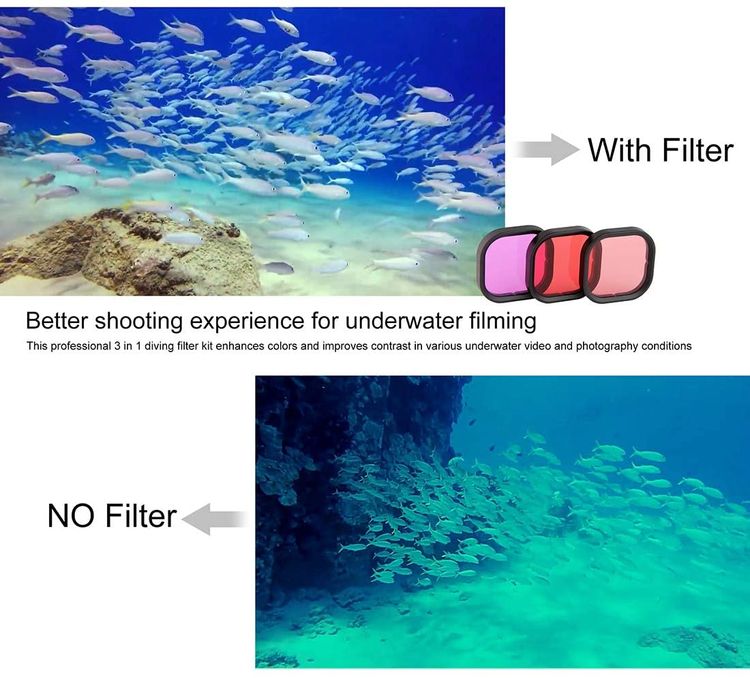 With Filter
Better shooting experience for underwater filming
This professional 3 in 1 diving filter kit enhances colors and improves contrast in various underwater video and photography conditions
NO Filter